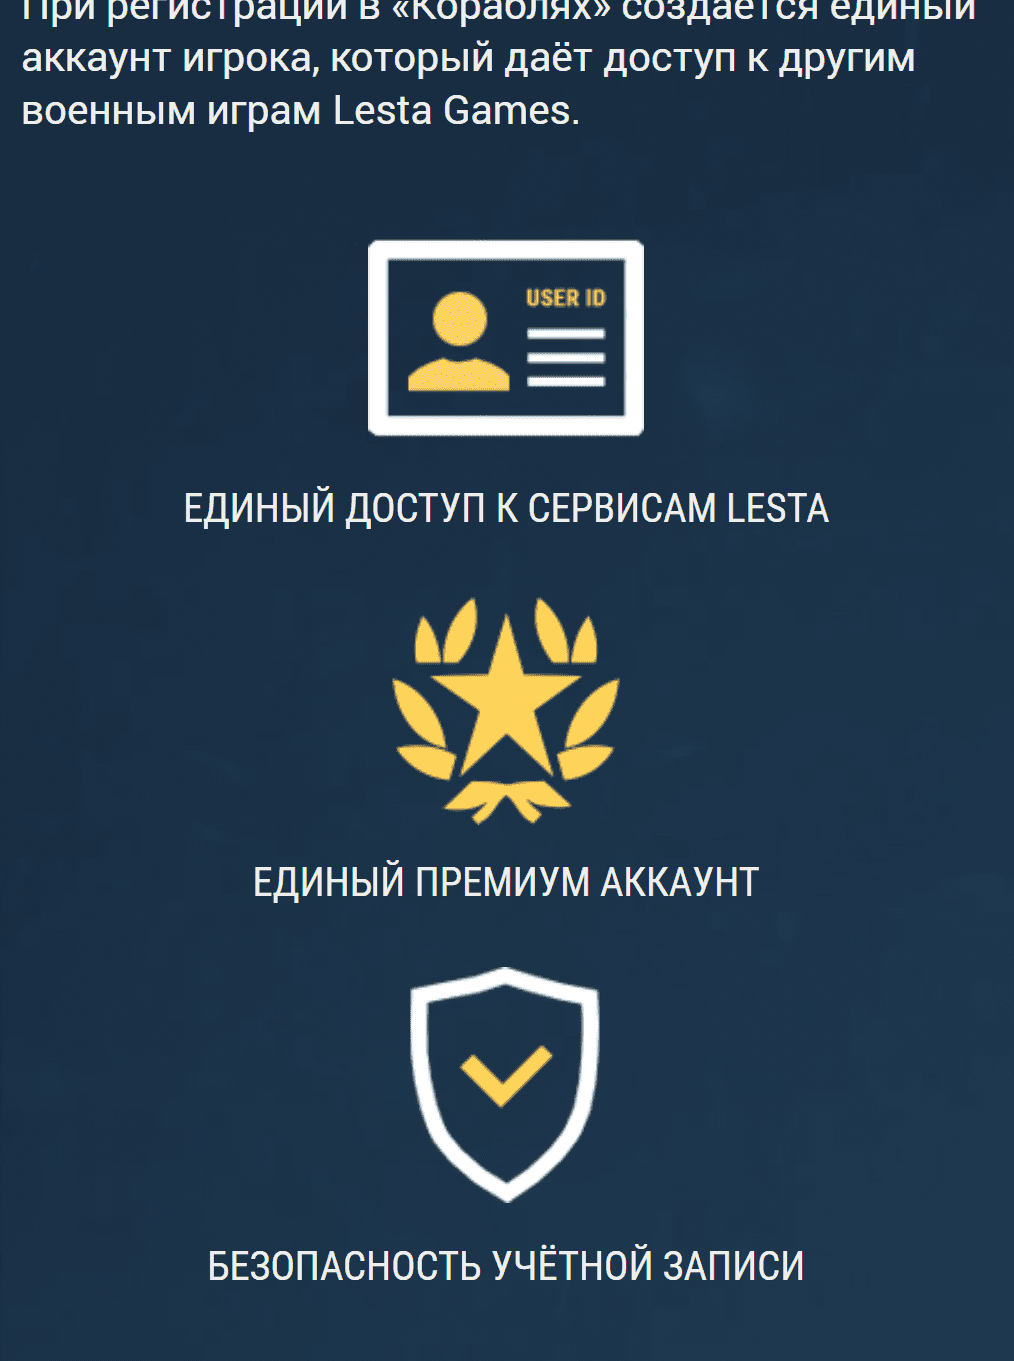 При регистрации в «Кораблях» создаётся единый
аккаунт игрока, который даёт доступ к другим
военным играм Lesta Games.
USER ID
ЕДИНЫЙ ДОСТУП К СЕРВИСАМ LESTA
ЕДИНЫЙ ПРЕМИУМ АККАУНТ
БЕЗОПАСНОСТЬ УЧЁТНОЙ ЗАПИСИ